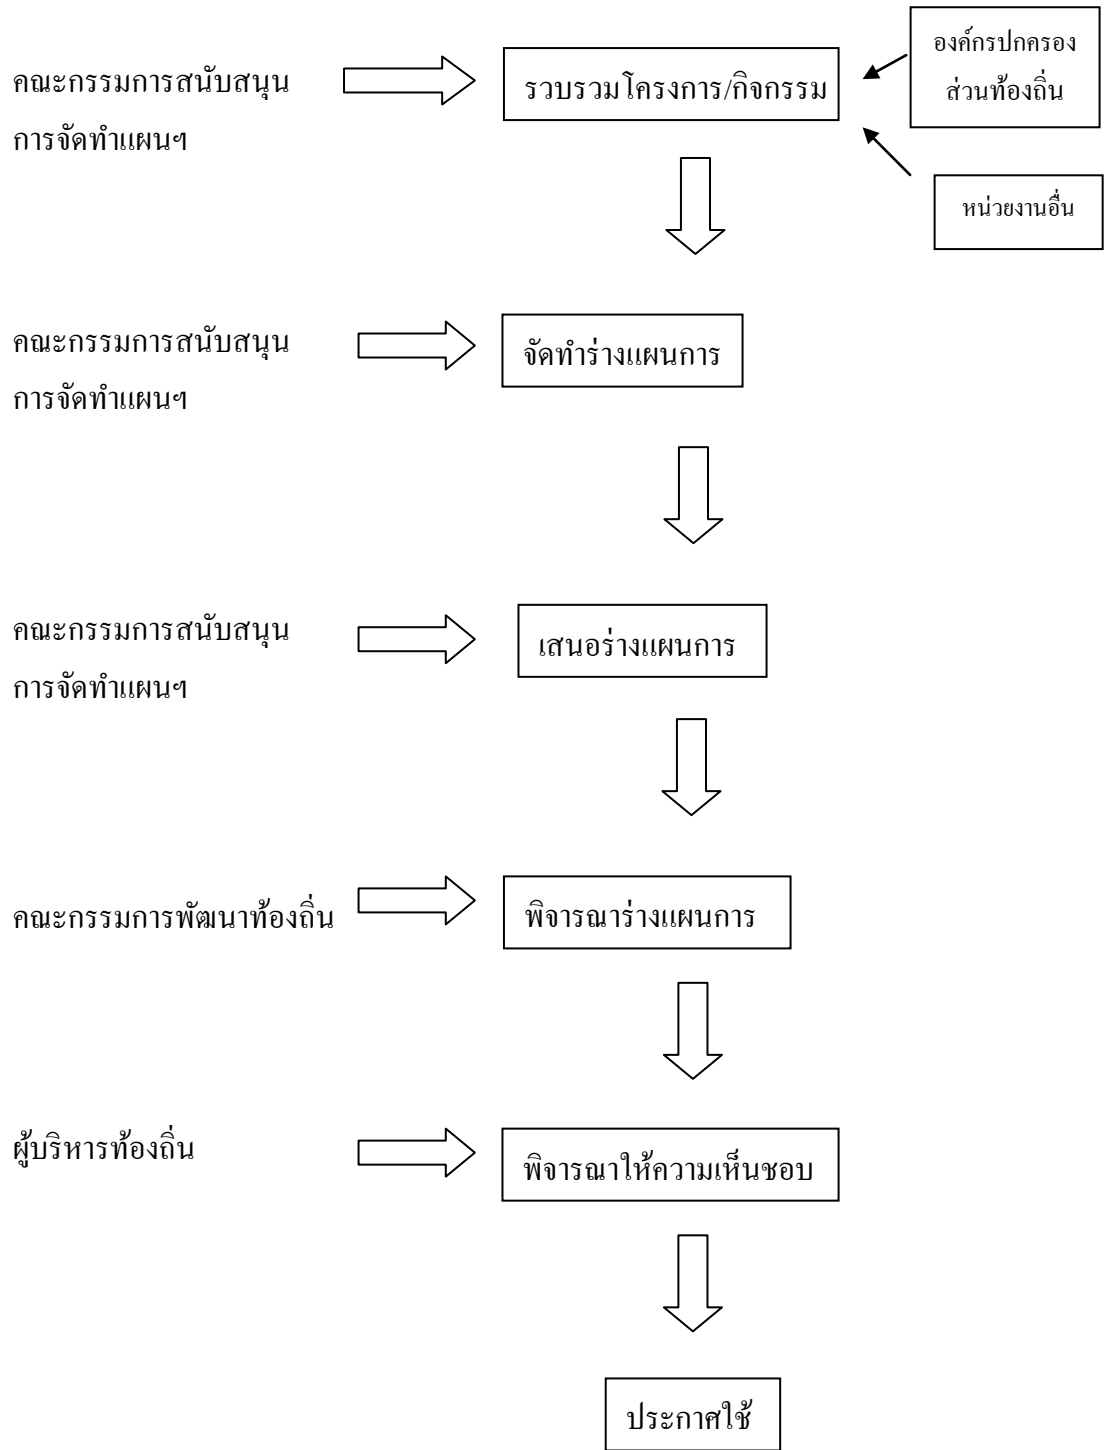 คณะกรรมการสนับสนุน
การจัดทำแผนฯ
รวบรวมโครงการ/กิจกรรม
องค์กรปกครอง
ส่วนท้องถิ่น
หน่วยงานอื่น
คณะกรรมการสนับสนุน
การจัดทำแผนฯ
จัดทำร่างแผนการ
คณะกรรมการสนับสนุน
การจัดทำแผนฯ
เสนอร่างแผนการ
คณะกรรมการพัฒนาท้องถิ่น
พิจารณาร่างแผนการ
ผู้บริหารท้องถิ่น
พิจารณาให้ความเห็นชอบ
ประกาศใช้